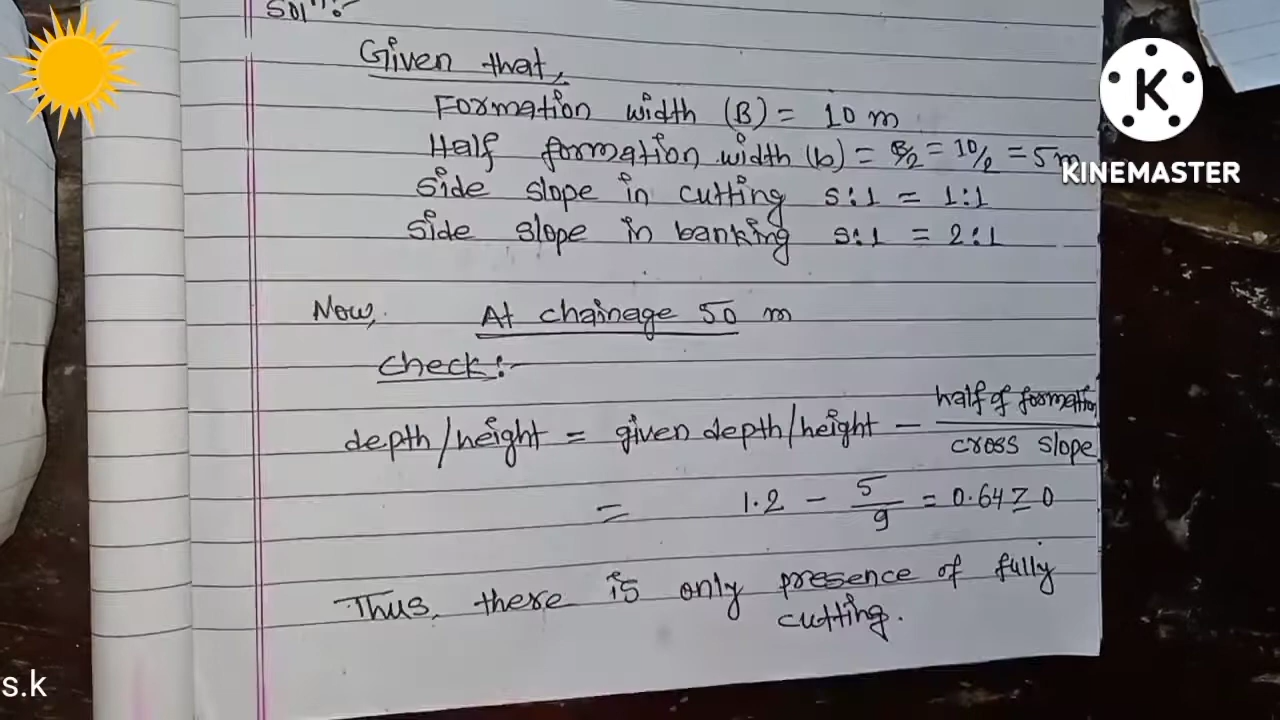 Solⁿ:-
Given that,
Formation width (B) = 10 m
Half formation width (b) = B/2 = 10/2 = 5 m
Side slope in cutting s:1 = 1:1
Side slope in banking s:1 = 2:1
Now, At chainage 50 m
Check:-
depth/height = given depth/height - half of formation / cross slope
= 1.2 - 5/9 = 0.64 ≥ 0
Thus, there is only presence of fully
cutting.
K
KINEMASTER
s.k